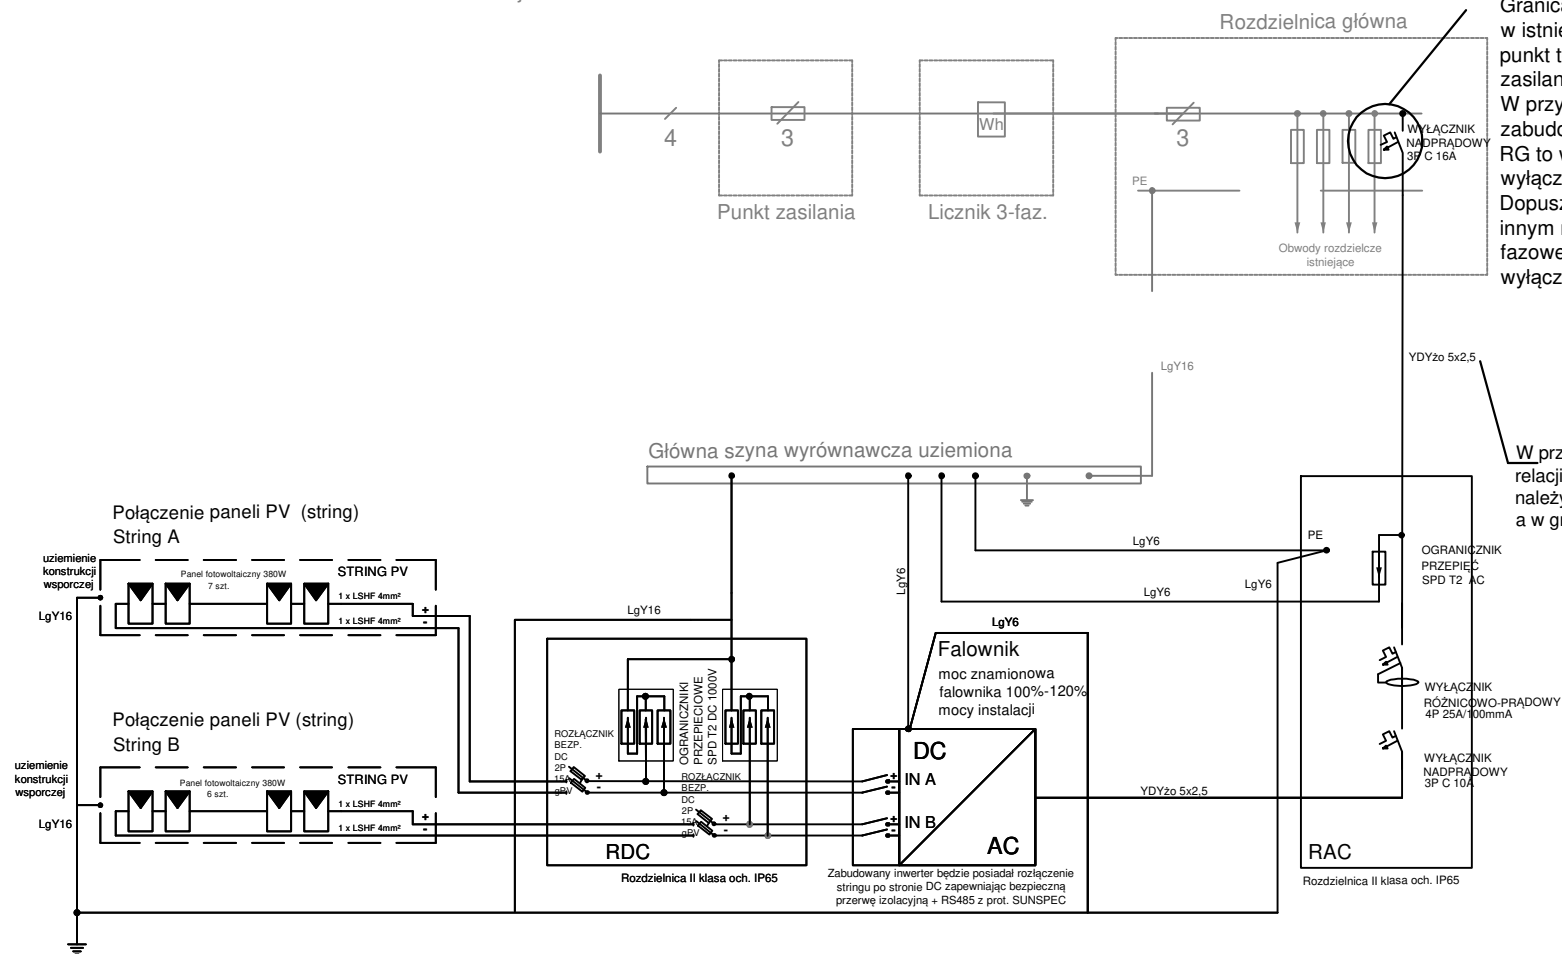 Rozdzielnica główna
4
3
Wh
3
Punkt zasilania
Licznik 3-faz.
PE
Obwody rozdzielcze
istniejące
WYŁĄCZNIK
NADPRĄDOWY
3P C 16A
w istnie
punkt t
zasilan
W przy
zabudo
RG to w
wyłącz
Dopusz
fazowe
wyłącz
YDYżo 5x2,5
LgY16
W prz
relacji
należy
a w g
Główna szyna wyrównawcza uziemiona
Połączenie paneli PV (string)
String A
uziemienie
konstrukcji
wsporczej
LgY16
Panel fotowoltaiczny 380W
7 szt.
STRING PV
1 x LSHF 4mm²
1 x LSHF 4mm²
+
-
Połączenie paneli PV (string)
String B
uziemienie
konstrukcji
wsporczej
LgY16
Panel fotowoltaiczny 380W
6 szt.
STRING PV
1 x LSHF 4mm²
1 x LSHF 4mm²
+
-
LgY16
OGRANICZNIKI
PRZEPIECIOWE
SPD T2 DC 1000V
ROZŁĄCZNIK
BEZP.
DC
2P
15A
gPV
+
-
ROZŁĄCZNIK
BEZP.
DC
2P
15A
gPV
+
-
RDC
Rozdzielnica II klasa och. IP65
LgY6
LgY6
LgY6
LgY6
LgY6
Falownik
moc znamionowa
falownika 100%-120%
mocy instalacji
DC
+ IN A
-
+ IN B
-
AC
Zabudowany inwerter będzie posiadał rozłączenie
stringu po stronie DC zapewniając bezpieczną
przerwę izolacyjną + RS485 z prot. SUNSPEC
YDYżo 5x2,5
PE
OGRANICZNIK
PRZEPIĘĆ
SPD T2 AC
WYŁĄCZNIK
RÓŻNICOWO-PRĄDOWY
4P 25A/100mmA
WYŁĄCZNIK
NADPRĄDOWY
3P C 10A
RAC
Rozdzielnica II klasa och. IP65